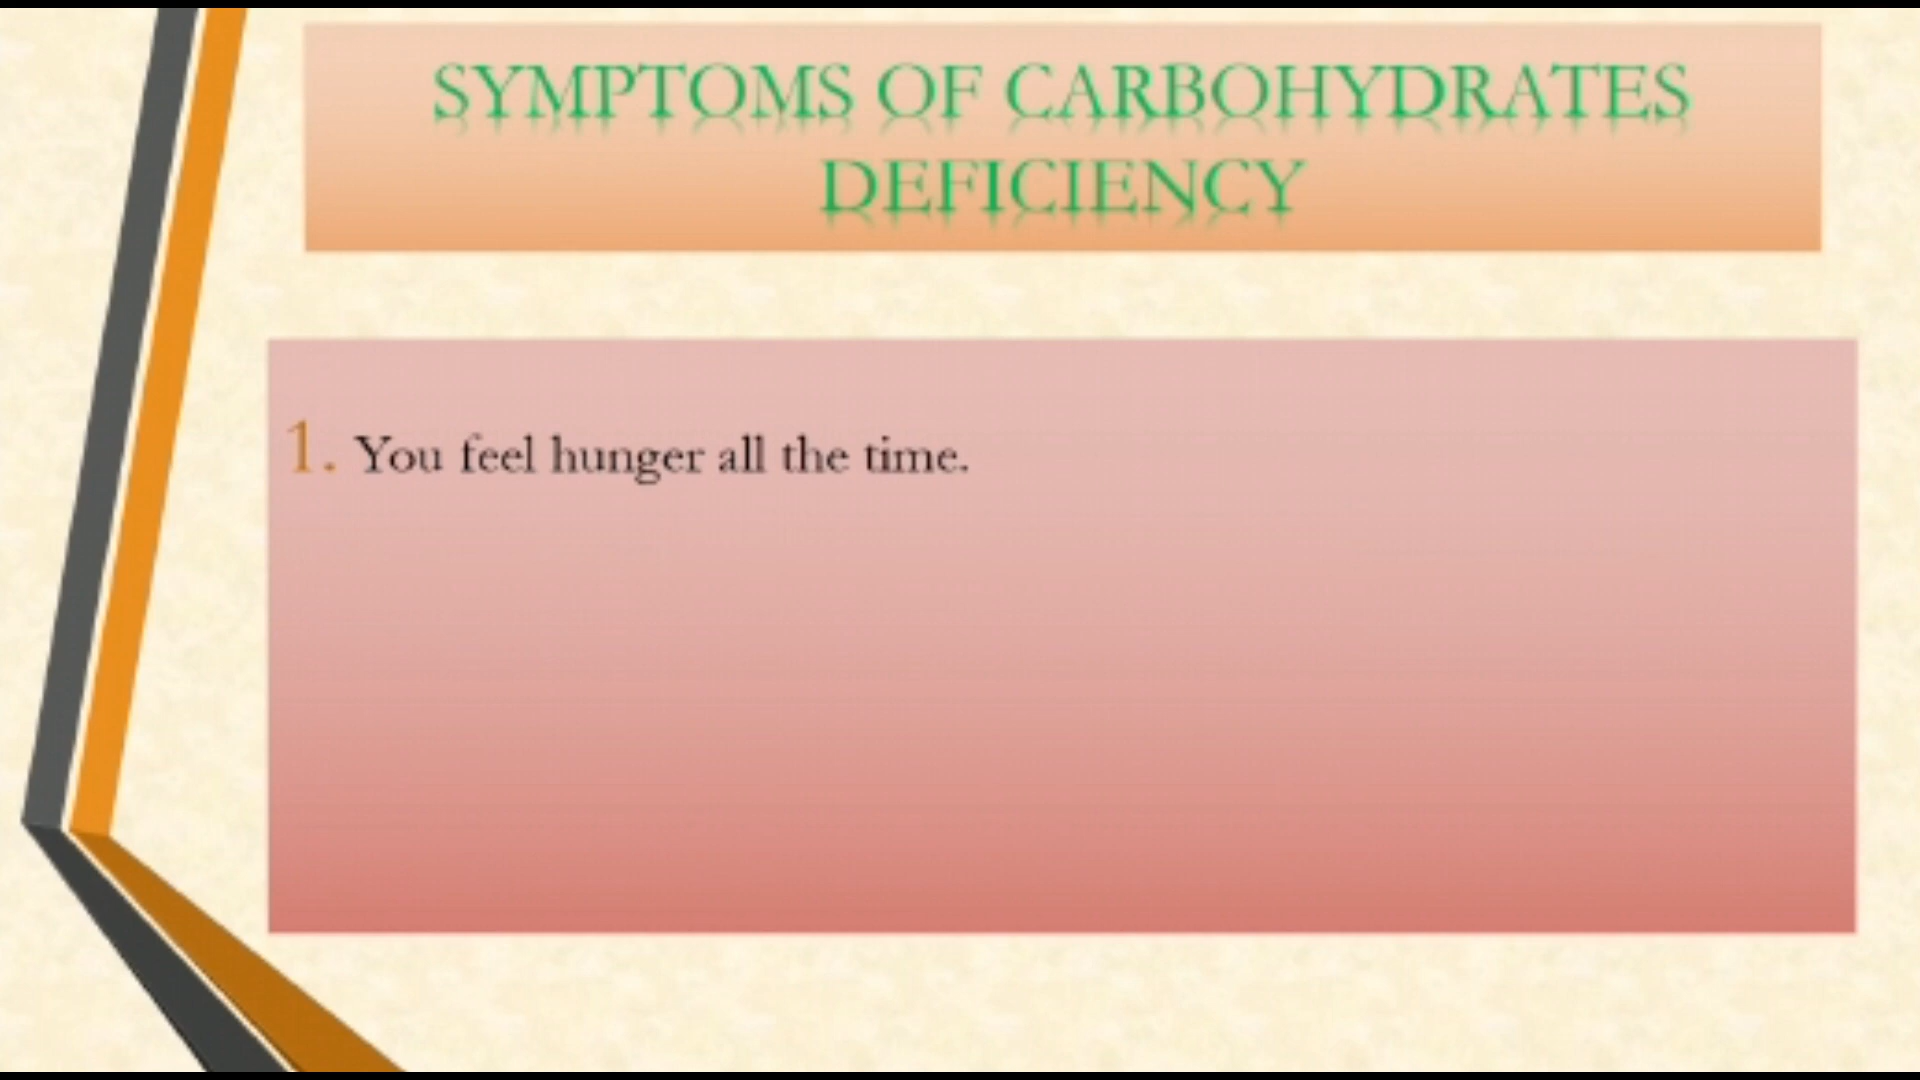 SYMPTOMS OF CARBOHYDRATES
DEFICIENCY
1. You feel hunger all the time.